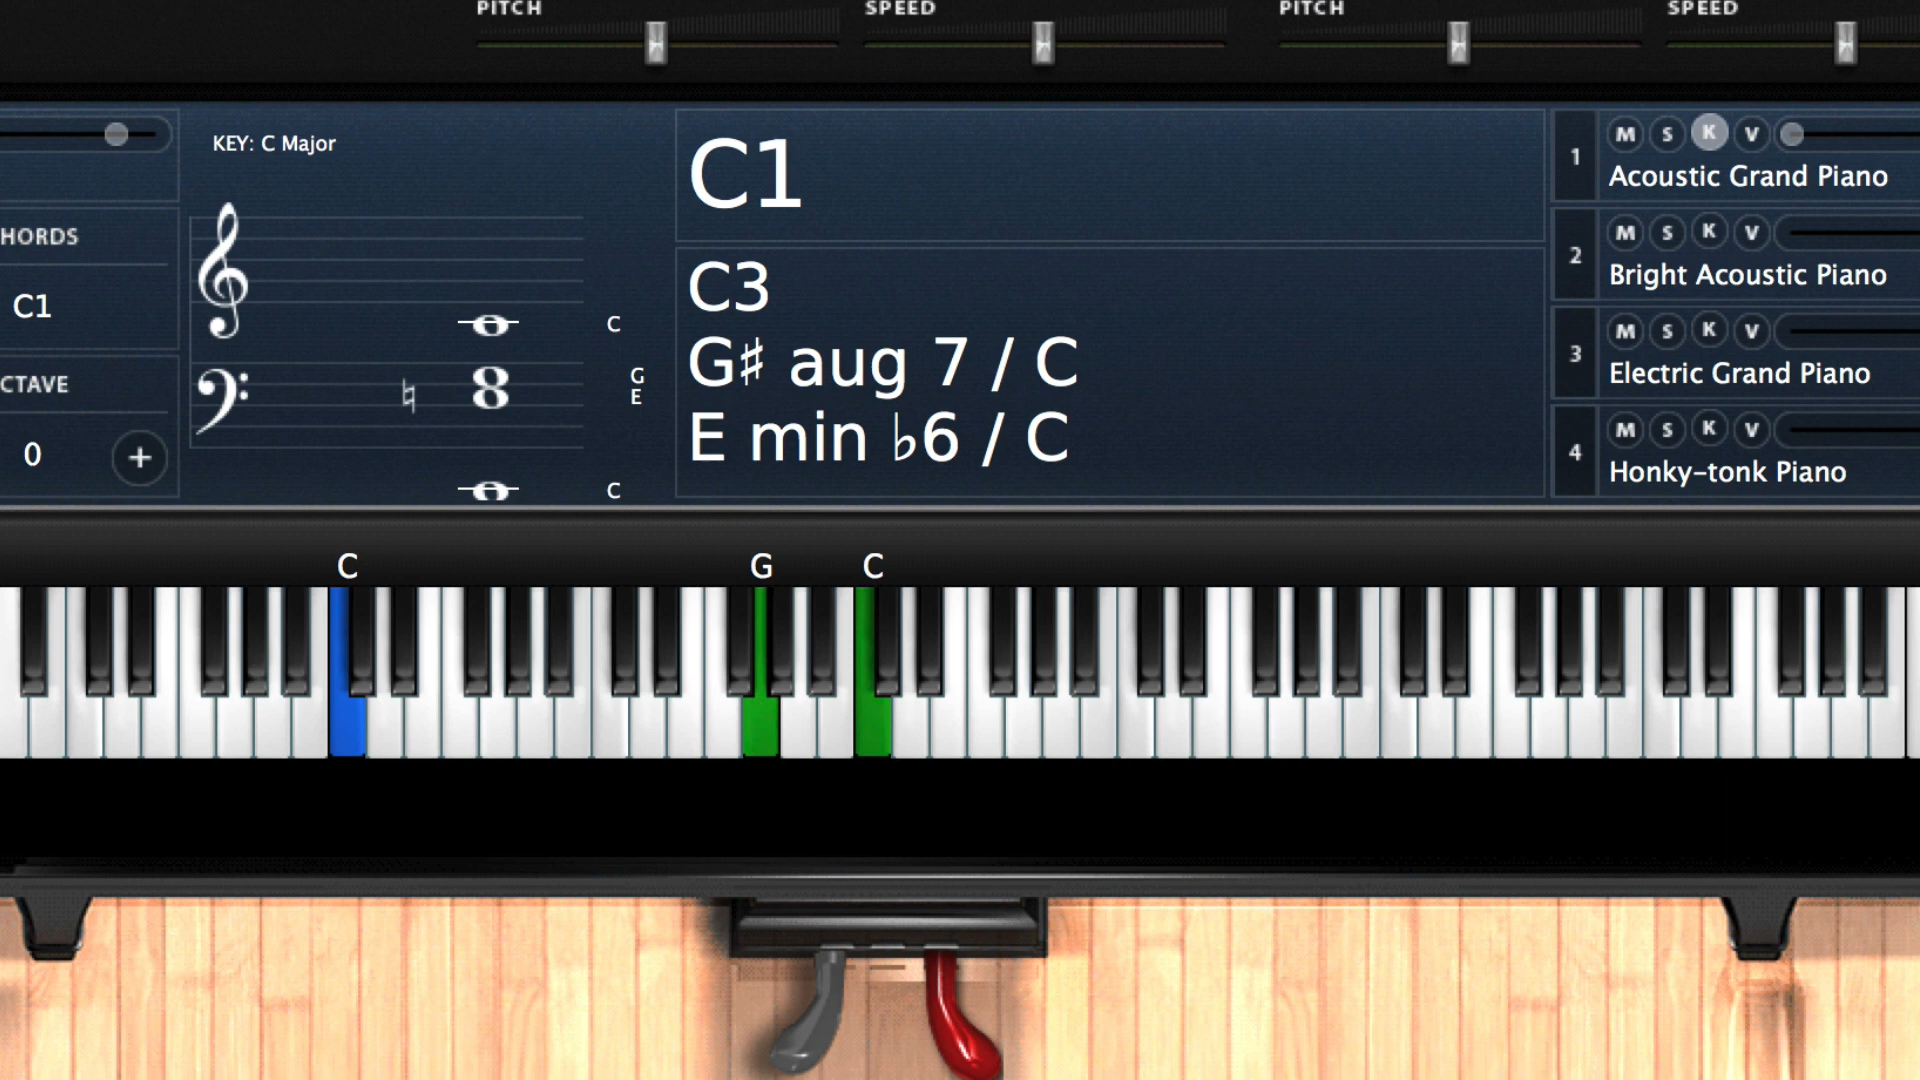 PITCH SPEED PITCH SPEED
KEY: C Major
C1
1 M S K V
Acoustic Grand Piano
HORDS
C1
C
C3
G♯ aug 7 / C
E min ♭6 / C
2 M S K V
Bright Acoustic Piano
3 M S K V
Electric Grand Piano
CTAVE
0 +
G
E
C
4 M S K V
Honky-tonk Piano
C G C